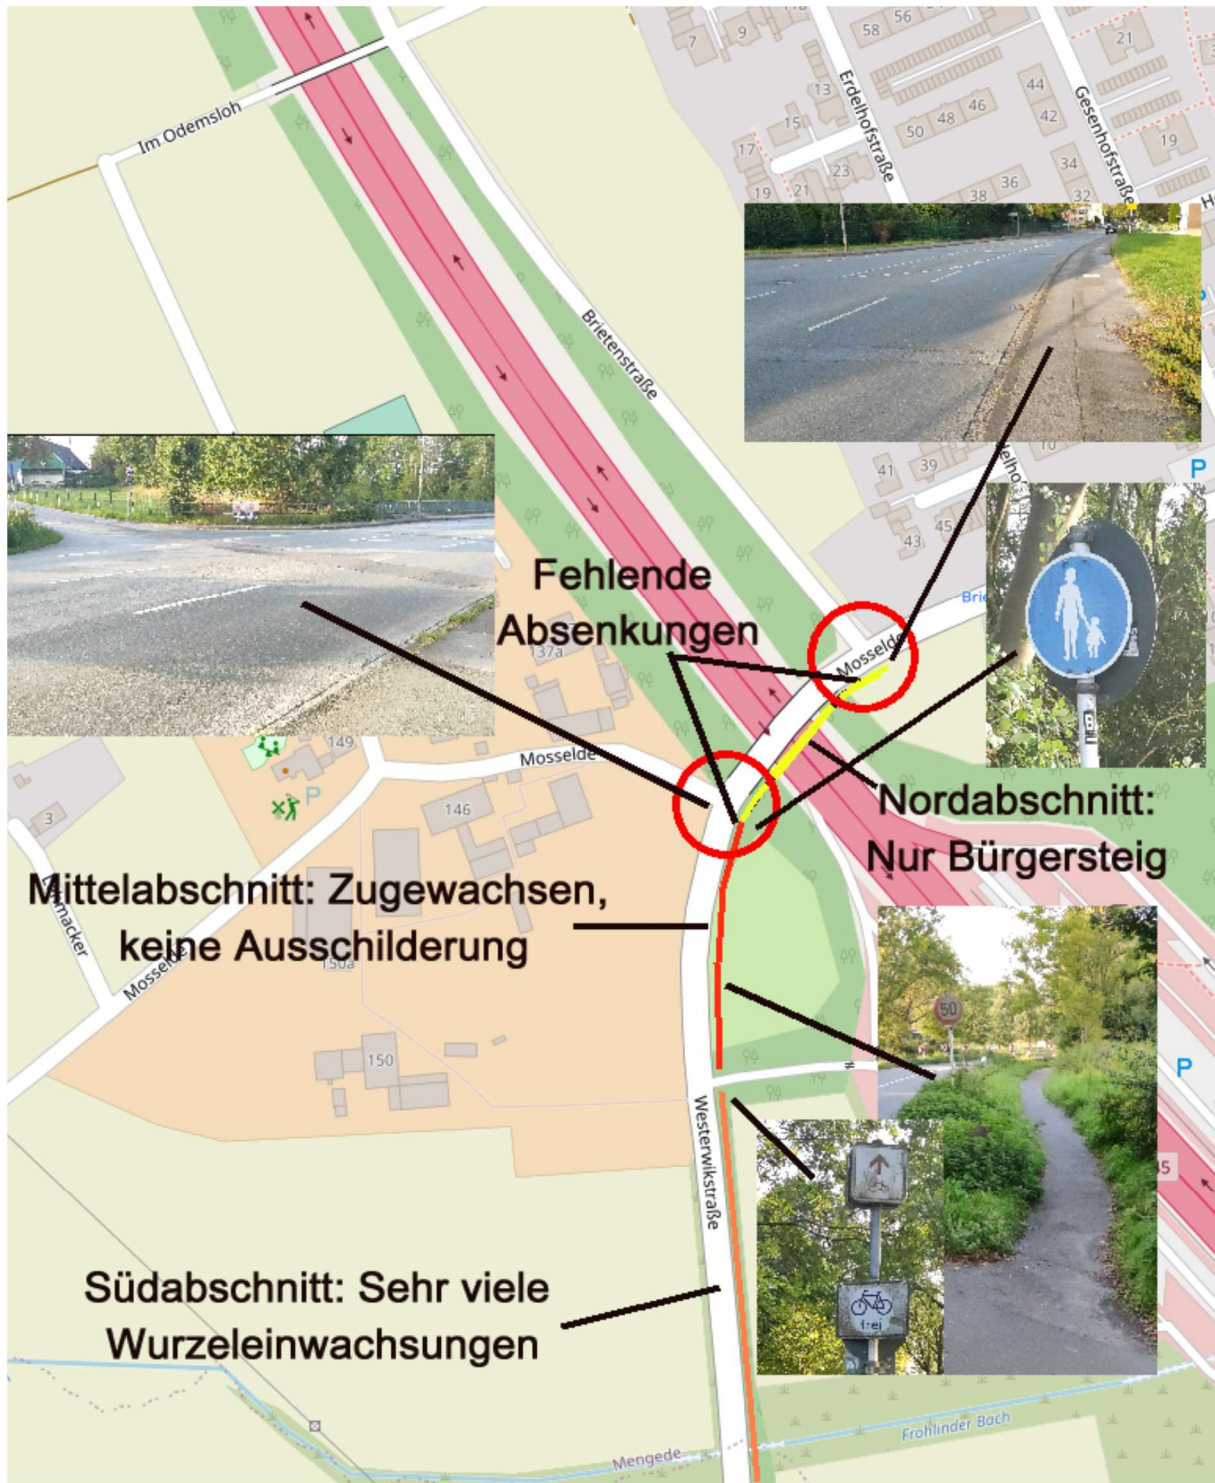 7
9
58
56
54
21
Erdelhofstraße
Gesenhofstraße
13
15
50
48
46
44
42
Im Odemsloh
17
19
23
21
34
19
38
36
32
Brietenstraße
P
10
41
39
P
45
43
Fehlende
Absenkungen
137a
Mosselde
149
Mosselde
P
146
3
Nordabschnitt:
Nur Bürgersteig
Mittelabschnitt: Zugewachsen,
keine Ausschilderung
150a
Mosselde
50
150
P
Westerwikstraße
45
Südabschnitt: Sehr viele
Wurzeleinwachsungen
frei
Frohlinder Bach
Mengede